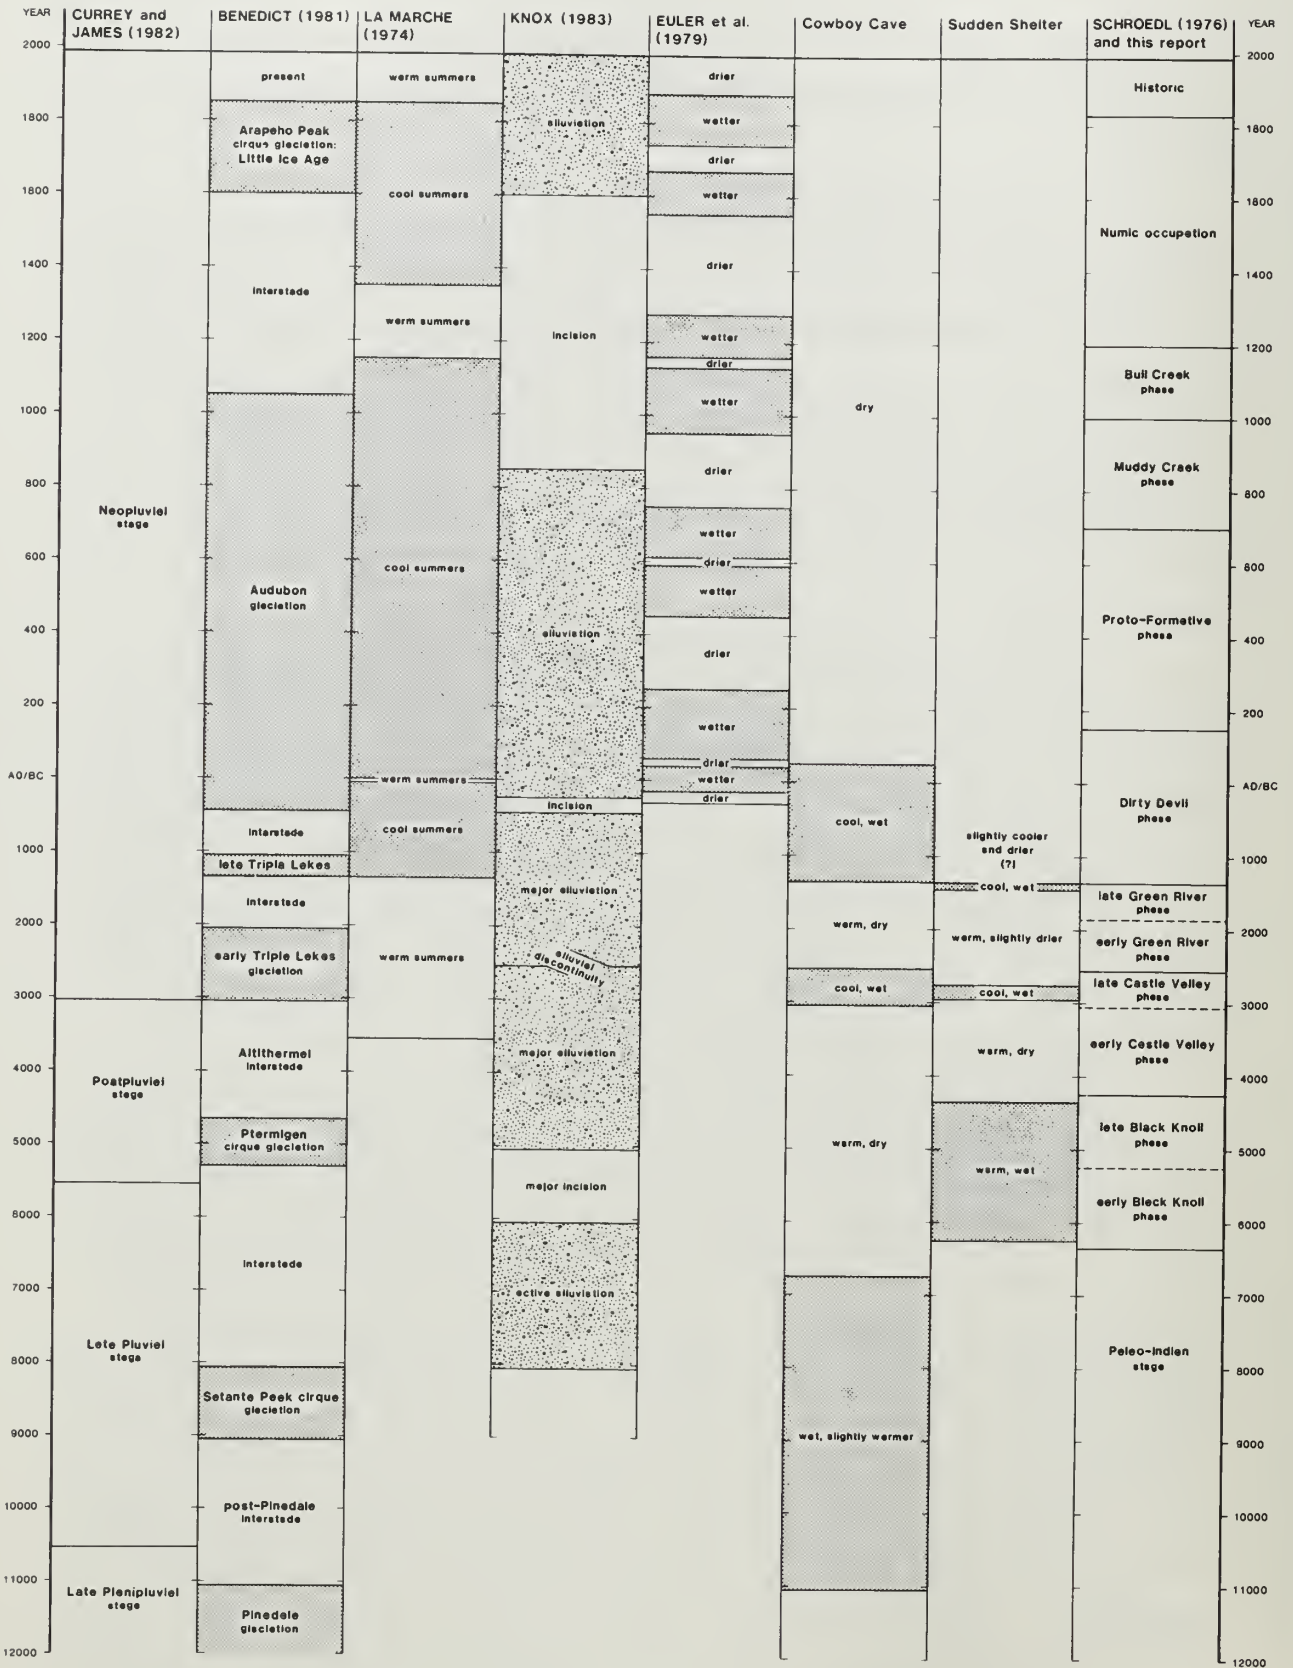 YEAR
2000
1800
1600
1400
1200
1000
800
600
400
200
AD/BC
1000
2000
3000
4000
5000
6000
7000
8000
9000
10000
11000
12000
CURREY and
JAMES (1982)
Neopluvial
stage
Postpluvial
stage
Late Pluvial
stage
Late Plenipluvial
stage
BENEDICT (1981)
present
Arapaho Peak
cirque glaciation:
Little Ice Age
interstade
Audubon
glaciation
interstade
late Triple Lakes
interstade
early Triple Lakes
glaciation
Altithermal
interstade
Ptarmigan
cirque glaciation
interstade
Satanta Peak cirque
glaciation
post-Pinedale
interstade
Pinedale
glaciation
LA MARCHE
(1974)
warm summers
cool summers
warm summers
cool summers
warm summers
cool summers
warm summers
KNOX (1983)
alluviation
incision
alluviation
incision
major alluviation
alluvial
discontinuity
major alluviation
major incision
active alluviation
EULER et al.
(1979)
drier
wetter
drier
wetter
drier
wetter
drier
wetter
drier
wetter
drier
wetter
drier
wetter
drier
wetter
drier
Cowboy Cave
dry
cool, wet
warm, dry
cool, wet
warm, dry
wet, slightly warmer
Sudden Shelter
slightly cooler
and drier
(?)
cool, wet
warm, slightly drier
cool, wet
warm, dry
warm, wet
SCHROEDL (1976)
and this report
Historic
Numic occupation
Bull Creek
phase
Muddy Creek
phase
Proto-Formative
phase
Dirty Devil
phase
late Green River
phase
early Green River
phase
late Castle Valley
phase
early Castle Valley
phase
late Black Knoll
phase
early Black Knoll
phase
Paleo-Indian
stage
YEAR
2000
1800
1600
1400
1200
1000
800
600
400
200
AD/BC
1000
2000
3000
4000
5000
6000
7000
8000
9000
10000
11000
12000